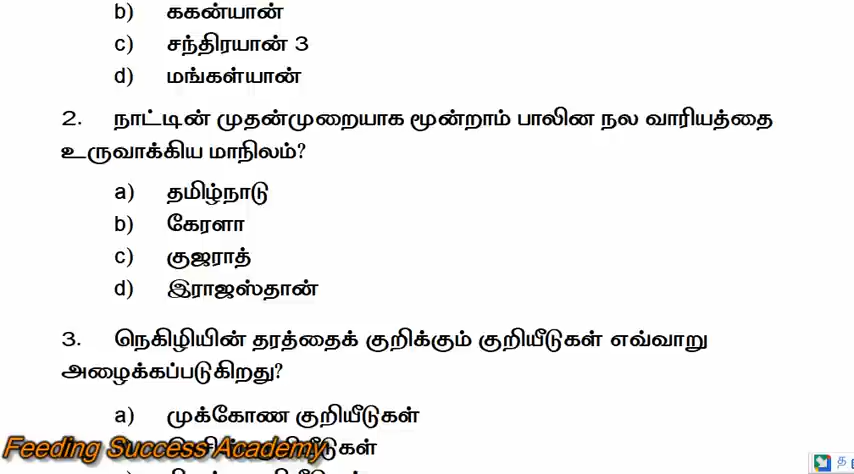 b) ககன்யான்
c) சந்திரயான் 3
d) மங்கள்யான்
2. நாட்டின் முதன்முறையாக மூன்றாம் பாலின நல வாரியத்தை
உருவாக்கிய மாநிலம்?
a) தமிழ்நாடு
b) கேரளா
c) குஜராத்
d) இராஜஸ்தான்
3. நெகிழியின் தரத்தைக் குறிக்கும் குறியீடுகள் எவ்வாறு
அழைக்கப்படுகிறது?
a) முக்கோண குறியீடுகள்
Feeding Success Academy